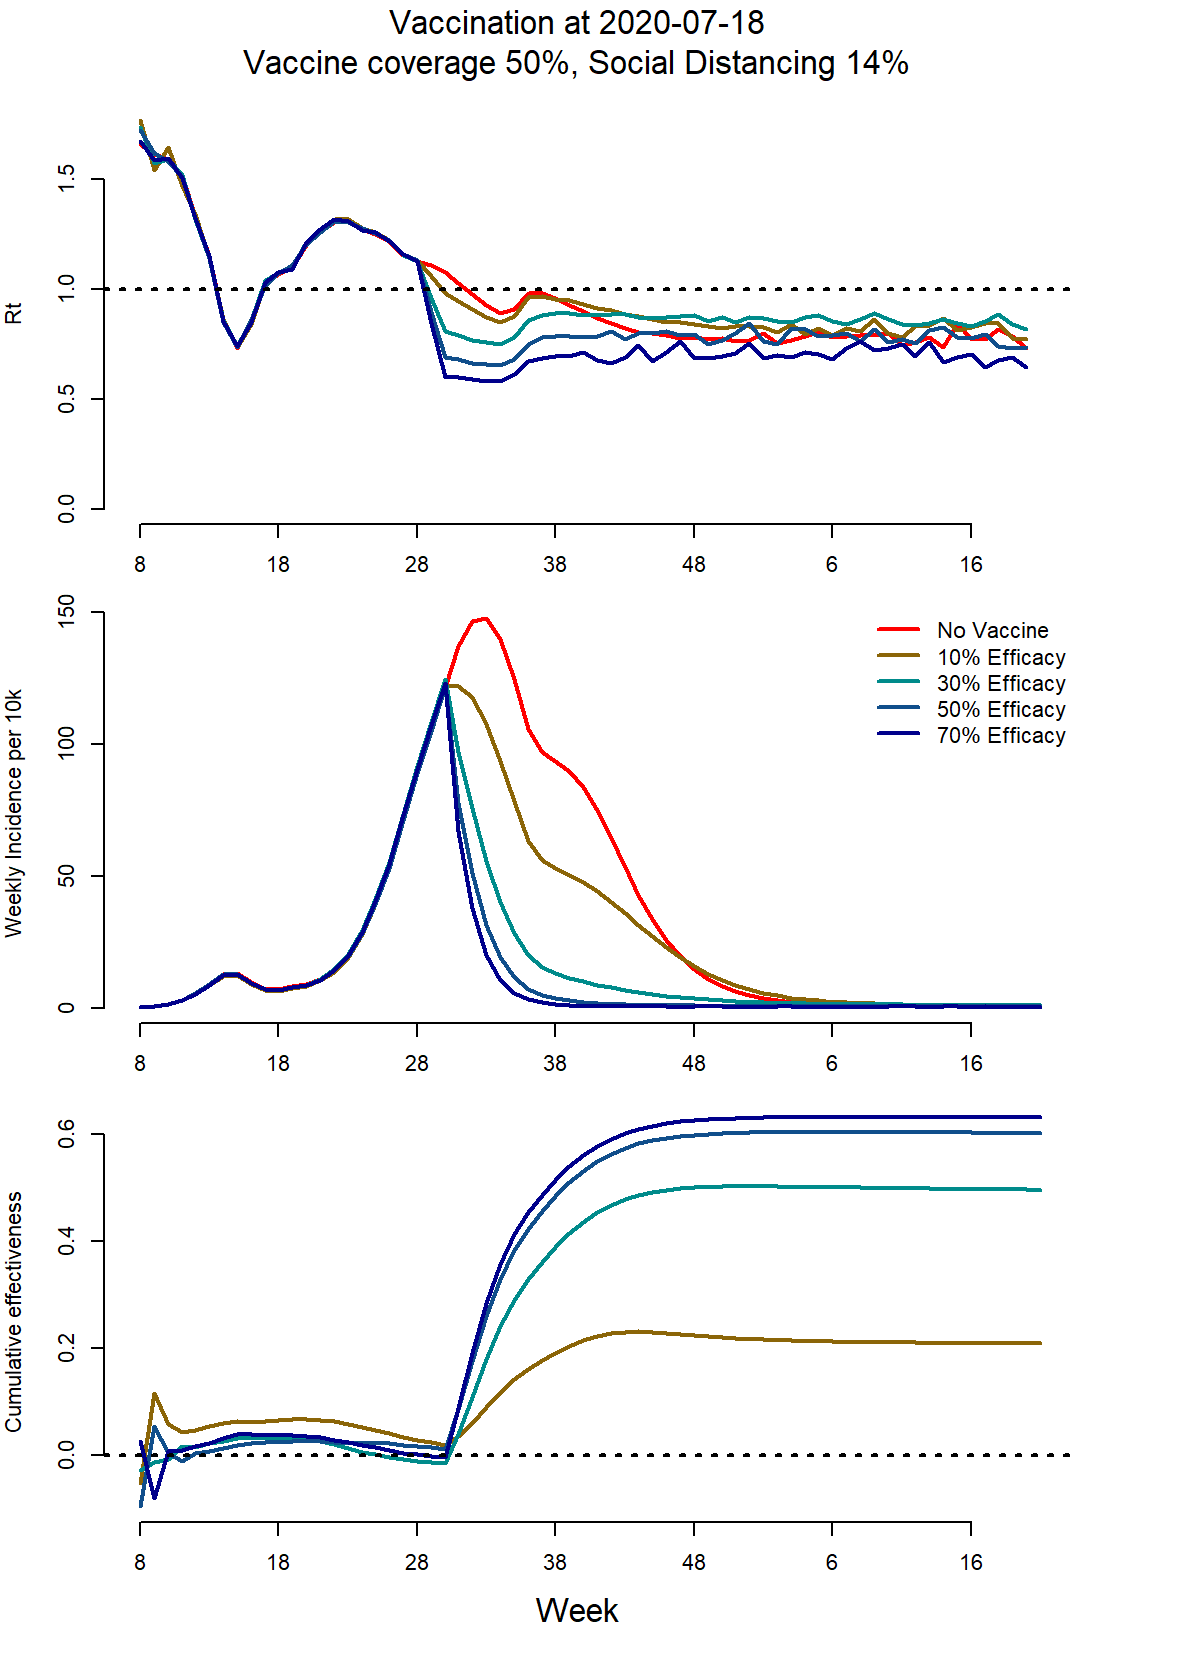 Vaccination at 2020-07-18
Vaccine coverage 50%, Social Distancing 14%
Rt
1.5
1.0
0.5
0.0
8 18 28 38 48 6 16
Weekly Incidence per 10k
150
100
50
0
No Vaccine
10% Efficacy
30% Efficacy
50% Efficacy
70% Efficacy
8 18 28 38 48 6 16
Cumulative effectiveness
0.6
0.4
0.2
0.0
8 18 28 38 48 6 16
Week